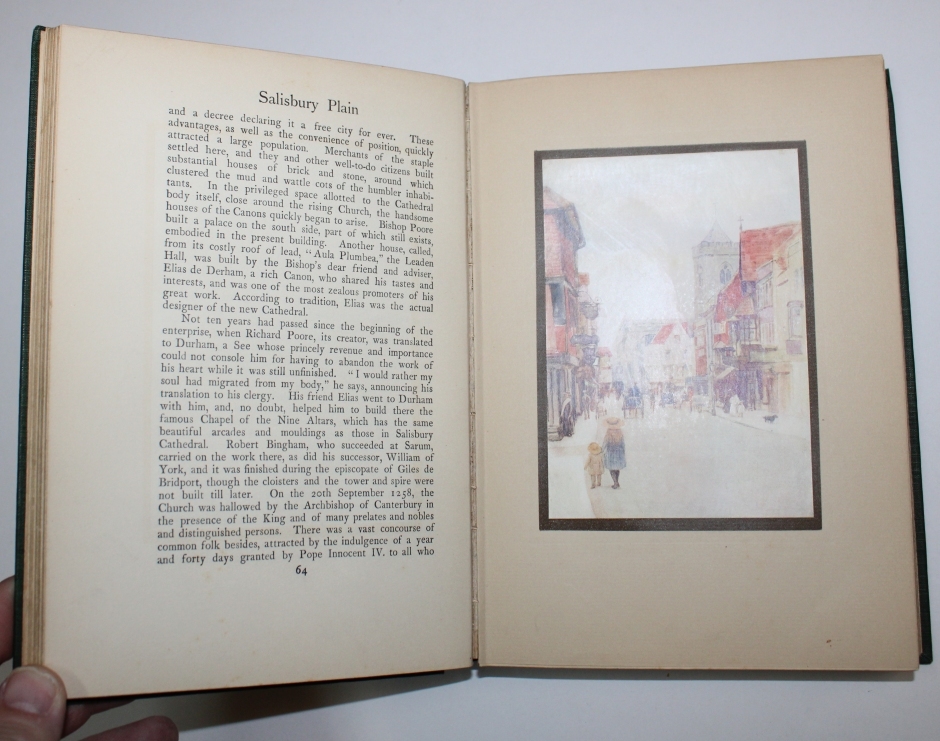 Salisbury Plain
and a decree declaring it a free city for ever. These
advantages, as well as the convenience of position, quickly
attracted a large population. Merchants of the staple
settled here, and they and other well-to-do citizens built
substantial houses of brick and stone, around which
clustered the mud and wattle cots of the humbler inhabi-
tants. In the privileged space allotted to the Cathedral
body itself, close around the rising Church, the handsome
houses of the Canons quickly began to arise. Bishop Poore
built a palace on the south side, part of which still exists,
embodied in the present building. Another house, called,
from its costly roof of lead, "Aula Plumbea," the Leaden
Hall, was built by the Bishop's dear friend and adviser,
Elias de Derham, a rich Canon, who shared his tastes and
interests, and was one of the most zealous promoters of his
great work. According to tradition, Elias was the actual
designer of the new Cathedral.
Not ten years had passed since the beginning of the
enterprise, when Richard Poore, its creator, was translated
to Durham, a See whose princely revenue and importance
could not console him for having to abandon the work of
his heart while it was still unfinished. "I would rather my
soul had migrated from my body," he says, announcing his
translation to his clergy. His friend Elias went to Durham
with him, and, no doubt, helped him to build there the
famous Chapel of the Nine Altars, which has the same
beautiful arcades and mouldings as those in Salisbury
Cathedral. Robert Bingham, who succeeded at Sarum,
carried on the work there, as did his successor, William of
York, and it was finished during the episcopate of Giles de
Bridport, though the cloisters and the tower and spire were
not built till later. On the 20th September 1258, the
Church was hallowed by the Archbishop of Canterbury in
the presence of the King and of many prelates and nobles
and distinguished persons. There was a vast concourse of
common folk besides, attracted by the indulgence of a year
and forty days granted by Pope Innocent IV. to all who
64